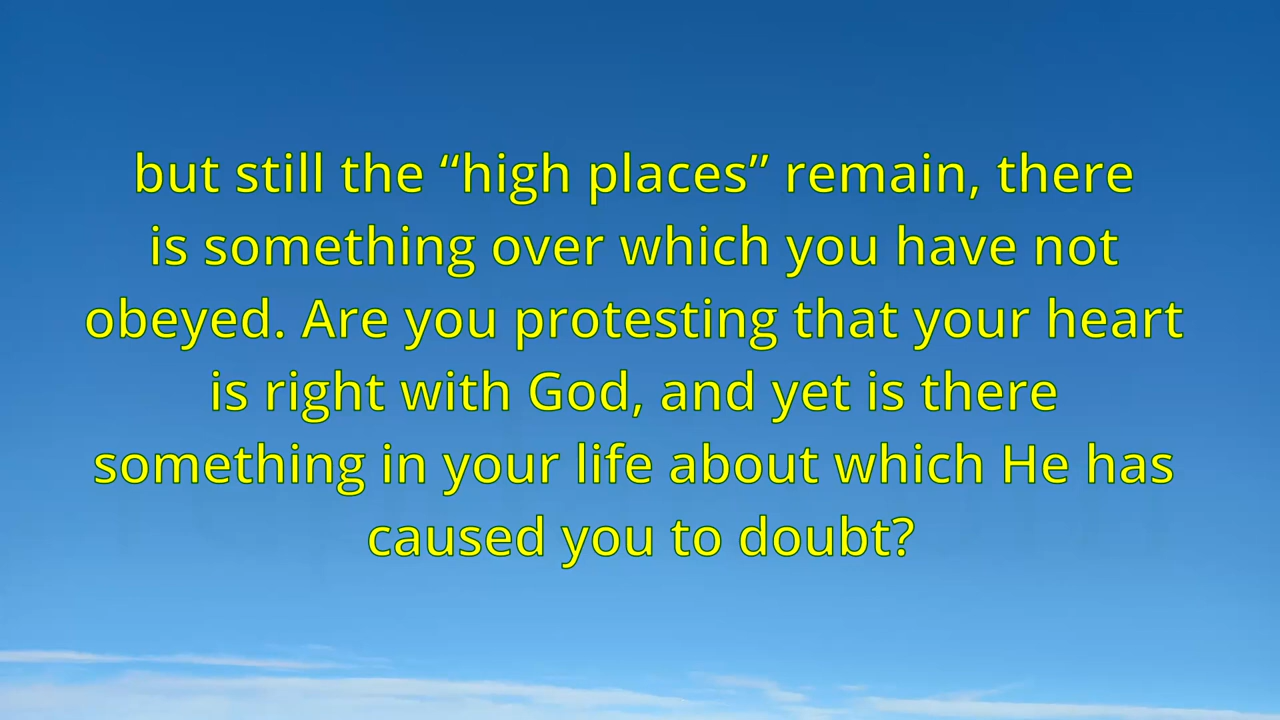 but still the “high places” remain, there
is something over which you have not
obeyed. Are you protesting that your heart
is right with God, and yet is there
something in your life about which He has
caused you to doubt?